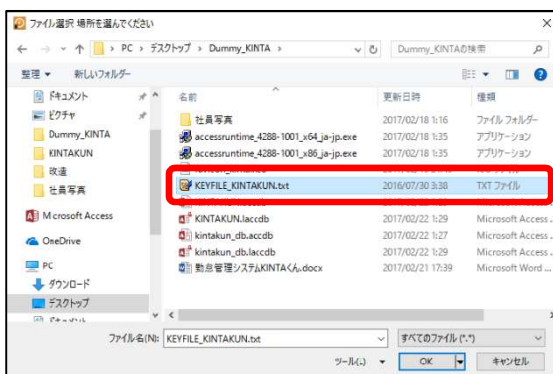 ファイル選択 場所を選んでください
PC > デスクトップ > Dummy_KINTA >
Dummy_KINTAの検索
整理 新しいフォルダー
ドキュメント
ピクチャ
Dummy_KINTA
KINTAKUN
改造
社員写真
Microsoft Access
OneDrive
PC
ダウンロード
デスクトップ
名前 更新日時 種類
社員写真 2017/02/18 1:16 ファイル フォルダー
accessruntime_4288-1001_x64_ja-jp.exe 2017/02/18 1:35 アプリケーション
accessruntime_4288-1001_x86_ja-jp.exe 2017/02/18 1:35 アプリケーション
KEYFILE_KINTAKUN.txt 2016/07/30 3:38 TXT ファイル
KINTAKUN.laccdb 2017/02/22 1:29 Microsoft Access .
kintakun_db.accdb 2017/02/22 1:27 Microsoft Access .
kintakun_db.laccdb 2017/02/22 1:29 Microsoft Access .
勤怠管理システムKINTAくん.docx 2017/02/21 17:39 Microsoft Word ...
ファイル名(N): KEYFILE_KINTAKUN.txt すべてのファイル (*.*)
ツール(L) OK キャンセル